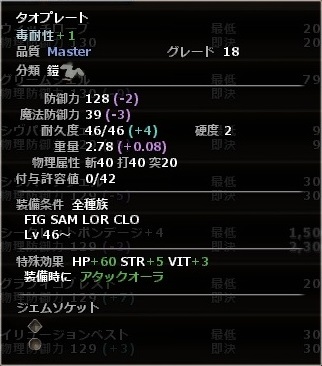 タオプレート
毒耐性+1
品質 Master グレード 18
分類 鎧
防御力 128 (-2)
魔法防御力 39 (-3)
耐久度 46/46 (+4) 硬度 2
重量 2.78 (+0.08)
物理属性 斬40 打40 突20
付与許容値 0/42
装備条件 全種族
FIG SAM LOR CLO
Lv 46~
特殊効果 HP+60 STR+5 VIT+3
装備時に アタックオーラ
ジェムソケット